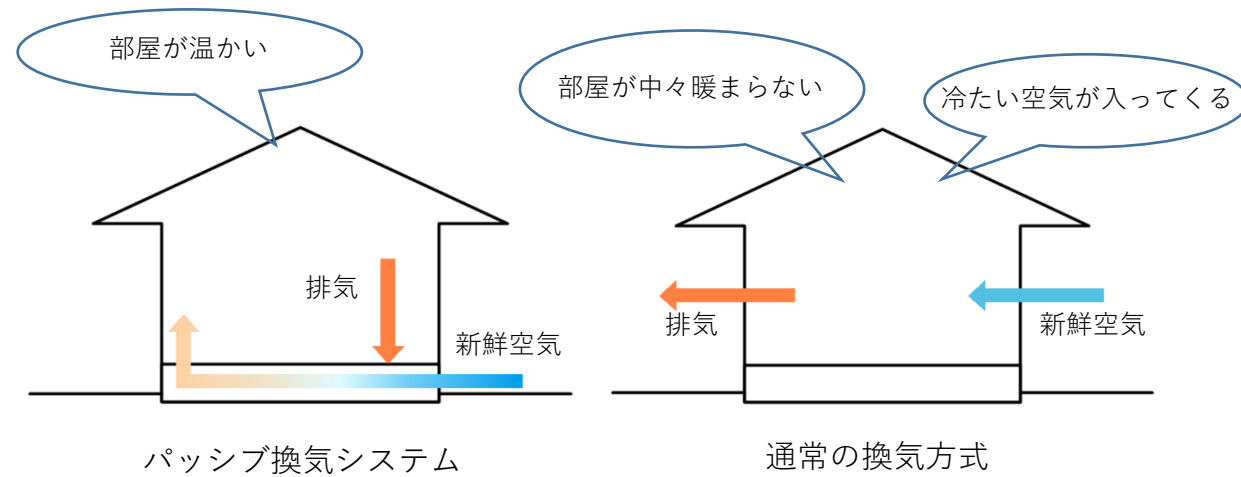 部屋が温かい
排気
新鮮空気
パッシブ換気システム
部屋が中々暖まらない
冷たい空気が入ってくる
排気
新鮮空気
通常の換気方式